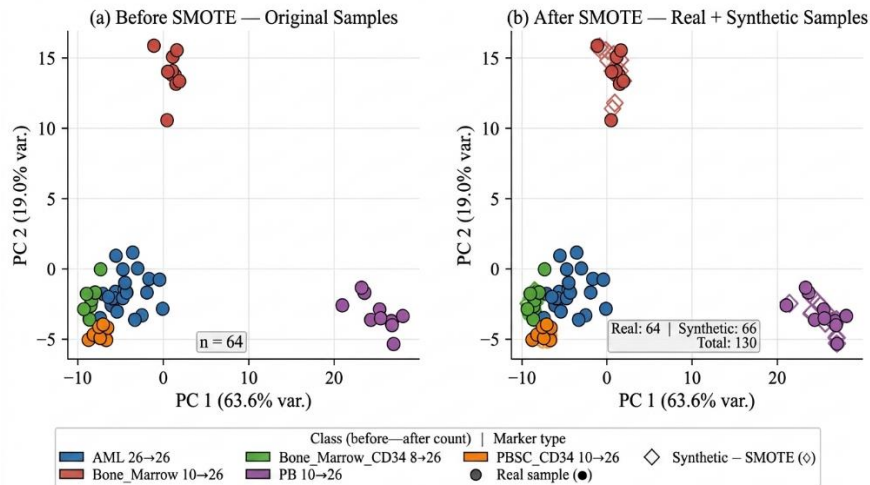 (a) Before SMOTE — Original Samples
15
10
5
0
−5
PC 2 (19.0% var.)
n = 64
−10
0
10
20
PC 1 (63.6% var.)
(b) After SMOTE — Real + Synthetic Samples
15
10
5
0
−5
PC 2 (19.0% var.)
Real: 64 | Synthetic: 66
Total: 130
−10
0
10
20
PC 1 (63.6% var.)
Class (before—after count) | Marker type
AML 26→26
Bone_Marrow_CD34 8→26
PBSC_CD34 10→26
Synthetic – SMOTE (◊)
Bone_Marrow 10→26
PB 10→26
Real sample (●)